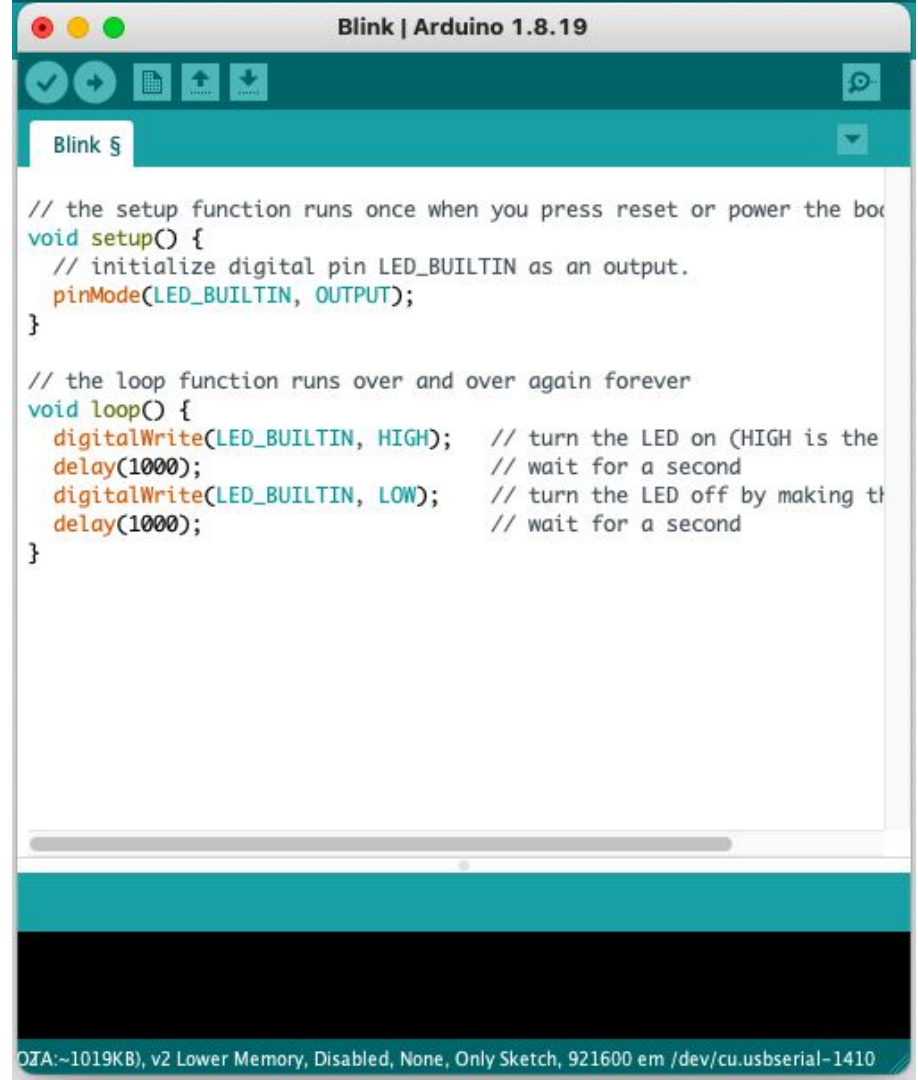 Blink | Arduino 1.8.19
Blink §
// the setup function runs once when you press reset or power the
void setup() {
  // initialize digital pin LED_BUILTIN as an output.
  pinMode(LED_BUILTIN, OUTPUT);
}
// the loop function runs over and over again forever
void loop() {
  digitalWrite(LED_BUILTIN, HIGH);   // turn the LED on (HIGH is the
  delay(1000);                       // wait for a second
  digitalWrite(LED_BUILTIN, LOW);    // turn the LED off by making
  delay(1000);                       // wait for a second
}
:~1019KB), v2 Lower Memory, Disabled, None, Only Sketch, 921600 em /dev/cu.usbserial-1410